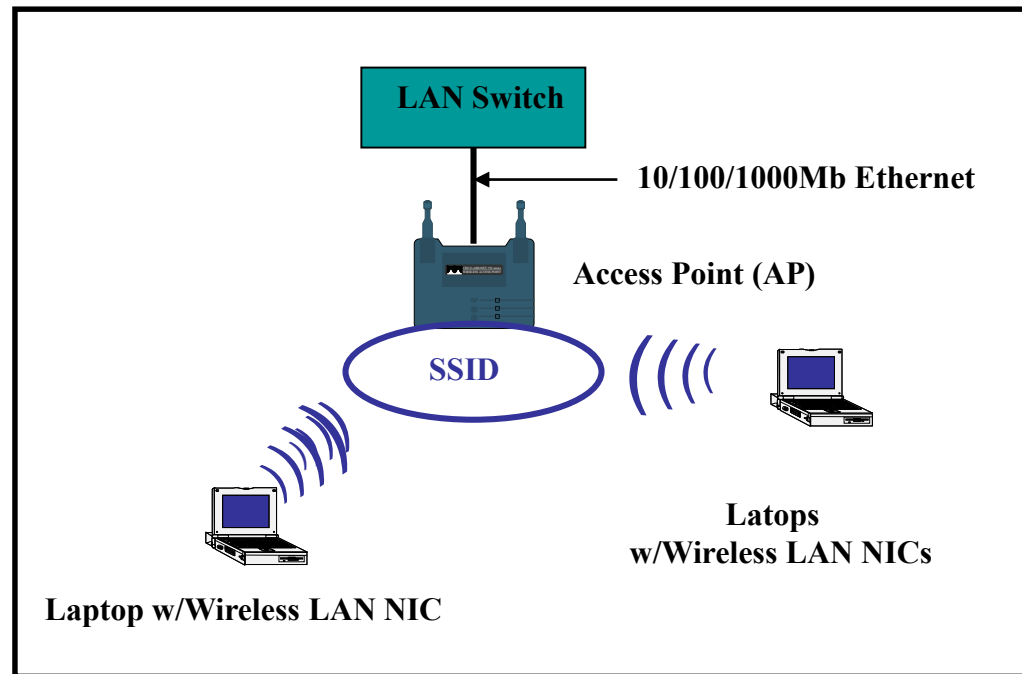 LAN Switch
10/100/1000Mb Ethernet
Access Point (AP)
SSID
Latops
w/Wireless LAN NICs
Laptop w/Wireless LAN NIC